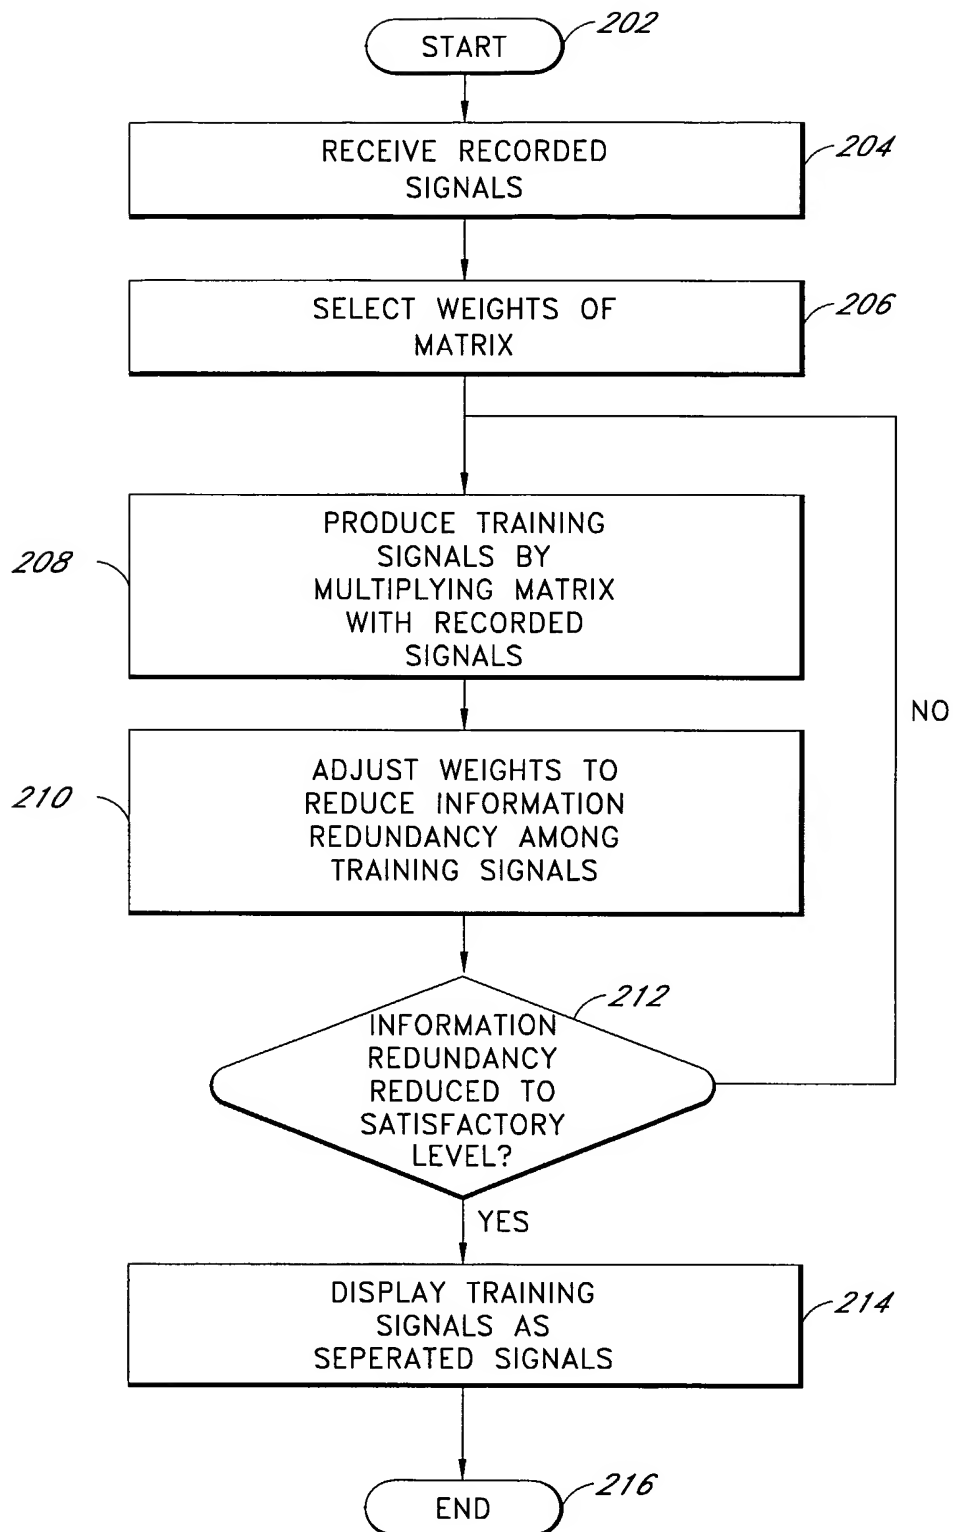 START
202
RECEIVE RECORDED
SIGNALS
204
SELECT WEIGHTS OF
MATRIX
206
PRODUCE TRAINING
SIGNALS BY
MULTIPLYING MATRIX
WITH RECORDED
SIGNALS
208
NO
ADJUST WEIGHTS TO
REDUCE INFORMATION
REDUNDANCY AMONG
TRAINING SIGNALS
210
212
INFORMATION
REDUNDANCY
REDUCED TO
SATISFACTORY
LEVEL?
YES
DISPLAY TRAINING
SIGNALS AS
SEPERATED SIGNALS
214
END
216